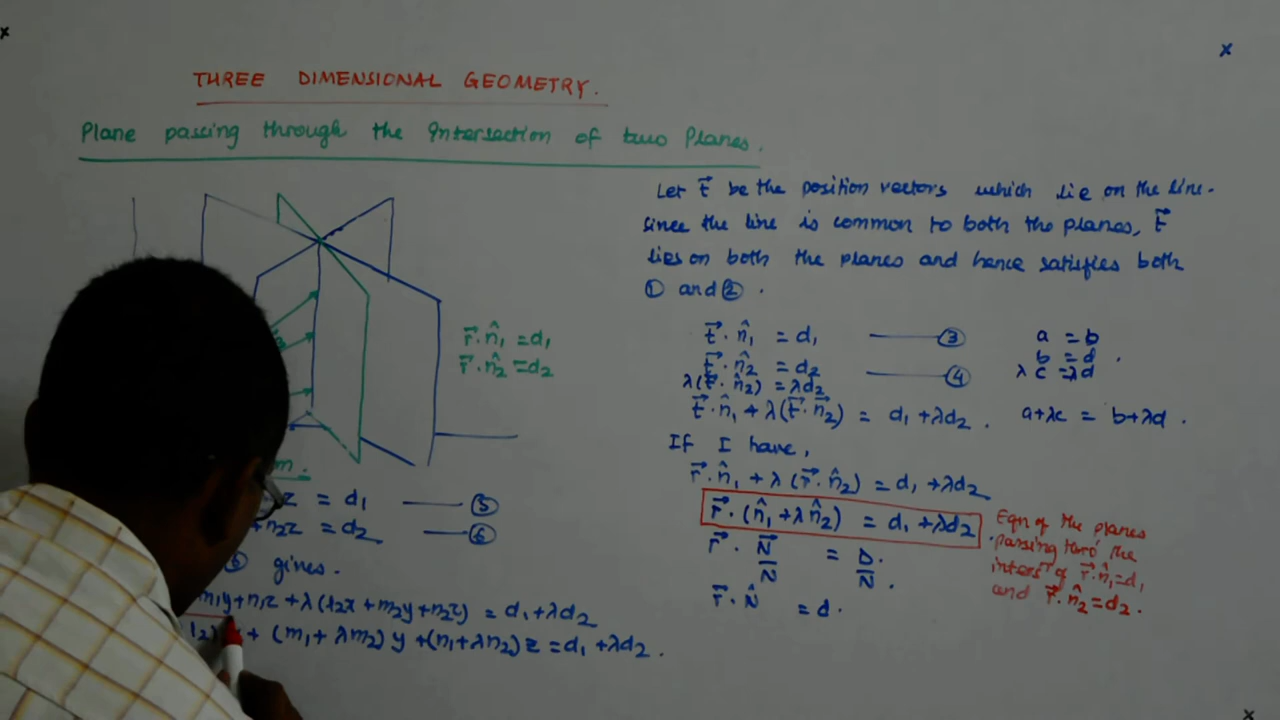 THREE DIMENSIONAL GEOMETRY.
Plane passing through the Intersection of two Planes.
r⃗.n̂₁ = d₁
r⃗.n̂₂ = d₂
m.
z = d₁ —— ⑤
+n₂z = d₂ —— ⑥
⑥ gives.
m₁y+n₁z + λ(l₂x + m₂y + n₂z) = d₁+λd₂
l₂) + (m₁+ λm₂) y +(n₁+λn₂) z = d₁ +λd₂.
Let t⃗ be the position vectors which lie on the line.
since the line is common to both the planes, t⃗
lies on both the planes and hence satisfies both
① and ②.
t⃗.n̂₁ = d₁ —— ③
t⃗.n̂₂ = d₂ —— ④
λ(t⃗.n̂₂) = λd₂
t⃗.n̂₁ + λ(t⃗.n⃗₂) = d₁ +λd₂.
a = b
b = d.
λc = λd
a+λc = b+λd.
If I have,
r⃗.n̂₁ + λ(r⃗.n̂₂) = d₁ +λd₂
r⃗.(n̂₁+λn̂₂) = d₁+λd₂.
r⃗. N⃗/N = D/N.
r⃗.N̂ = d.
Eqn of the planes
passing thro' the
intersⁿ of r⃗.n̂₁=d₁
and r⃗.n̂₂=d₂.